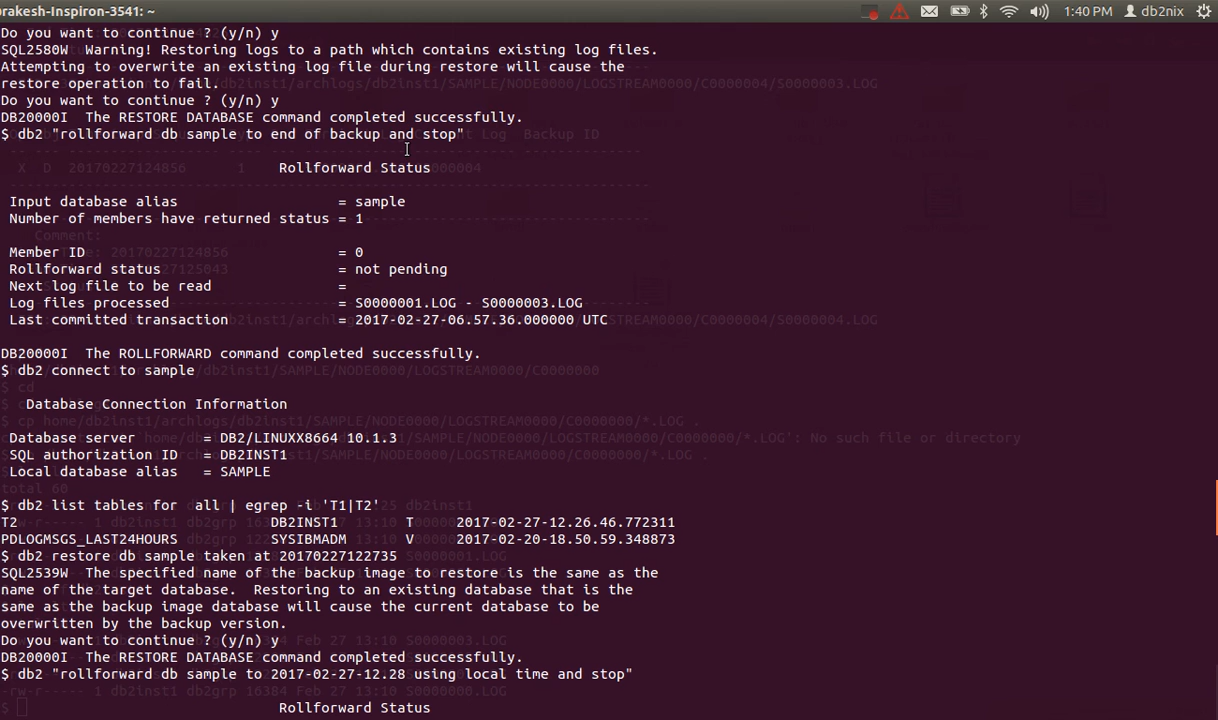 prakesh-Inspiron-3541: ~
1:40 PM db2nix
Do you want to continue ? (y/n) y
SQL2580W  Warning! Restoring logs to a path which contains existing log files.
Attempting to overwrite an existing log file during restore will cause the
restore operation to fail.
Do you want to continue ? (y/n) y
DB20000I  The RESTORE DATABASE command completed successfully.
$ db2 "rollforward db sample to end of backup and stop"
Rollforward Status
Input database alias                   = sample
Number of members have returned status = 1
Member ID                              = 0
Rollforward status                     = not pending
Next log file to be read               =
Log files processed                    = S0000001.LOG - S0000003.LOG
Last committed transaction             = 2017-02-27-06.57.36.000000 UTC
DB20000I  The ROLLFORWARD command completed successfully.
$ db2 connect to sample
Database Connection Information
Database server        = DB2/LINUXX8664 10.1.3
SQL authorization ID   = DB2INST1
Local database alias   = SAMPLE
$ db2 list tables for  all | egrep -i 'T1|T2'
T2                              DB2INST1        T     2017-02-27-12.26.46.772311
PDLOGMSGS_LAST24HOURS           SYSIBMADM       V     2017-02-20-18.50.59.348873
$ db2 restore db sample taken at 20170227122735
SQL2539W  The specified name of the backup image to restore is the same as the
name of the target database.  Restoring to an existing database that is the
same as the backup image database will cause the current database to be
overwritten by the backup version.
Do you want to continue ? (y/n) y
DB20000I  The RESTORE DATABASE command completed successfully.
$ db2 "rollforward db sample to 2017-02-27-12.28 using local time and stop"
Rollforward Status